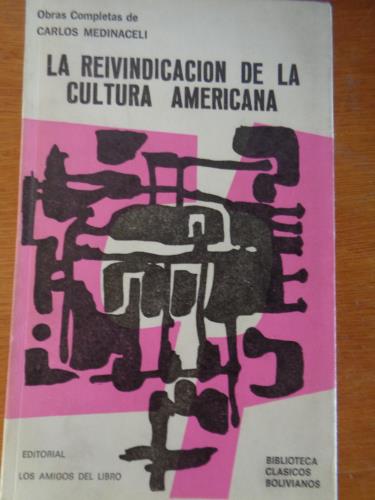 Obras Completas de
CARLOS MEDINACELI
LA REIVINDICACION DE LA
CULTURA AMERICANA
EDITORIAL
LOS AMIGOS DEL LIBRO
BIBLIOTECA
CLASICOS
BOLIVIANOS